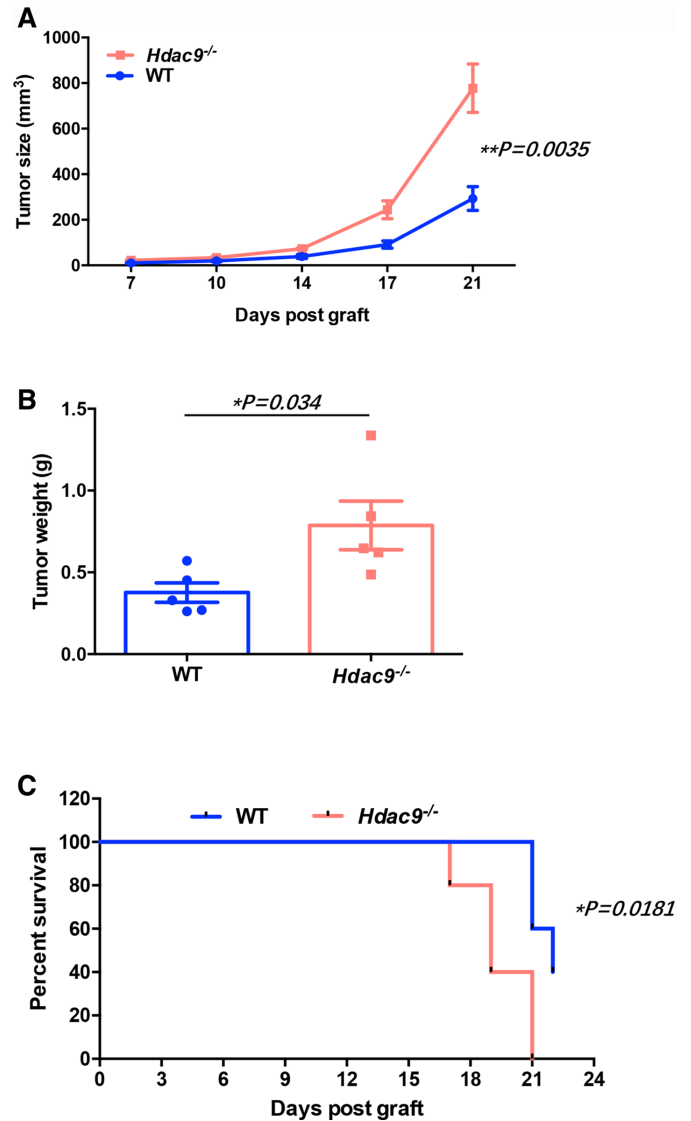 A
1000
Hdac9-/-
WT
800
600
**P=0.0035
400
200
0
7 10 14 17 21
Tumor size (mm3)
Days post graft
B
1.5
*P=0.034
1.0
0.5
0.0
Tumor weight (g)
WT Hdac9-/-
C
120
WT Hdac9-/-
100
80
*P=0.0181
60
40
20
0
Percent survival
0 3 6 9 12 15 18 21 24
Days post graft